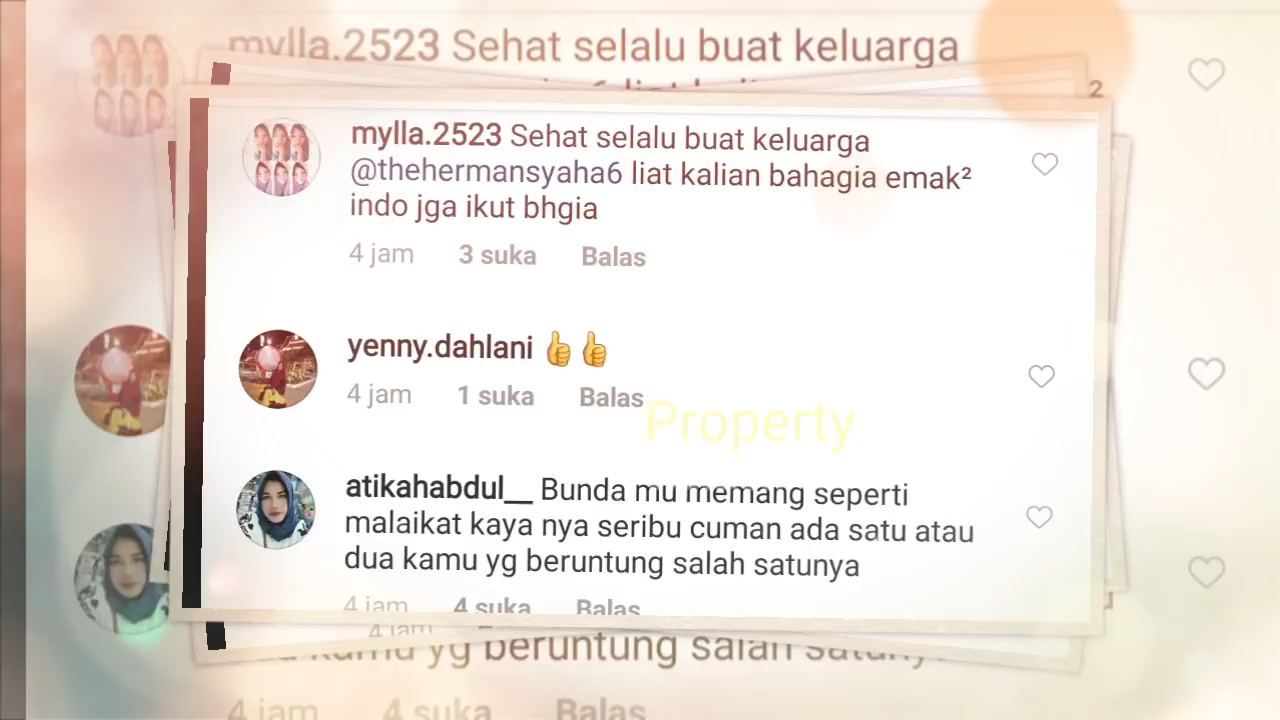 mylla.2523 Sehat selalu buat keluarga
mylla.2523 Sehat selalu buat keluarga
@thehermansyaha6 liat kalian bahagia emak²
indo jga ikut bhgia
4 jam 3 suka Balas
yenny.dahlani 👍👍
4 jam 1 suka Balas
Property
atikahabdul__ Bunda mu memang seperti
malaikat kaya nya seribu cuman ada satu atau
dua kamu yg beruntung salah satunya
4 jam 4 suka Balas
4 jam
kamu yg beruntung salah satunya
4 jam 4 suka Balas